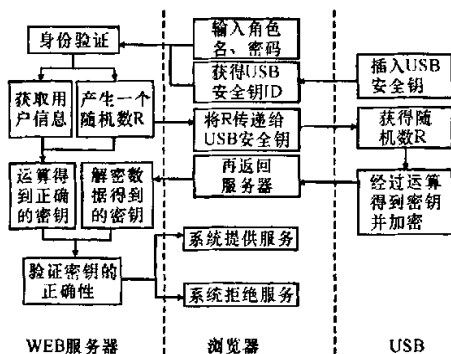 身份验证
输入角色
名、密码
获得USB
安全钥ID
插入USB
安全钥
获取用
户信息
产生一个
随机数R
将R传递给
USB安全钥
获得随
机数R
运算得
到正确
的密钥
解密数
据得到
的密钥
再返回
服务器
经过运算
得到密钥
并加密
系统提供服务
验证密钥的
正确性
系统拒绝服务
WEB服务器
浏览器
USB